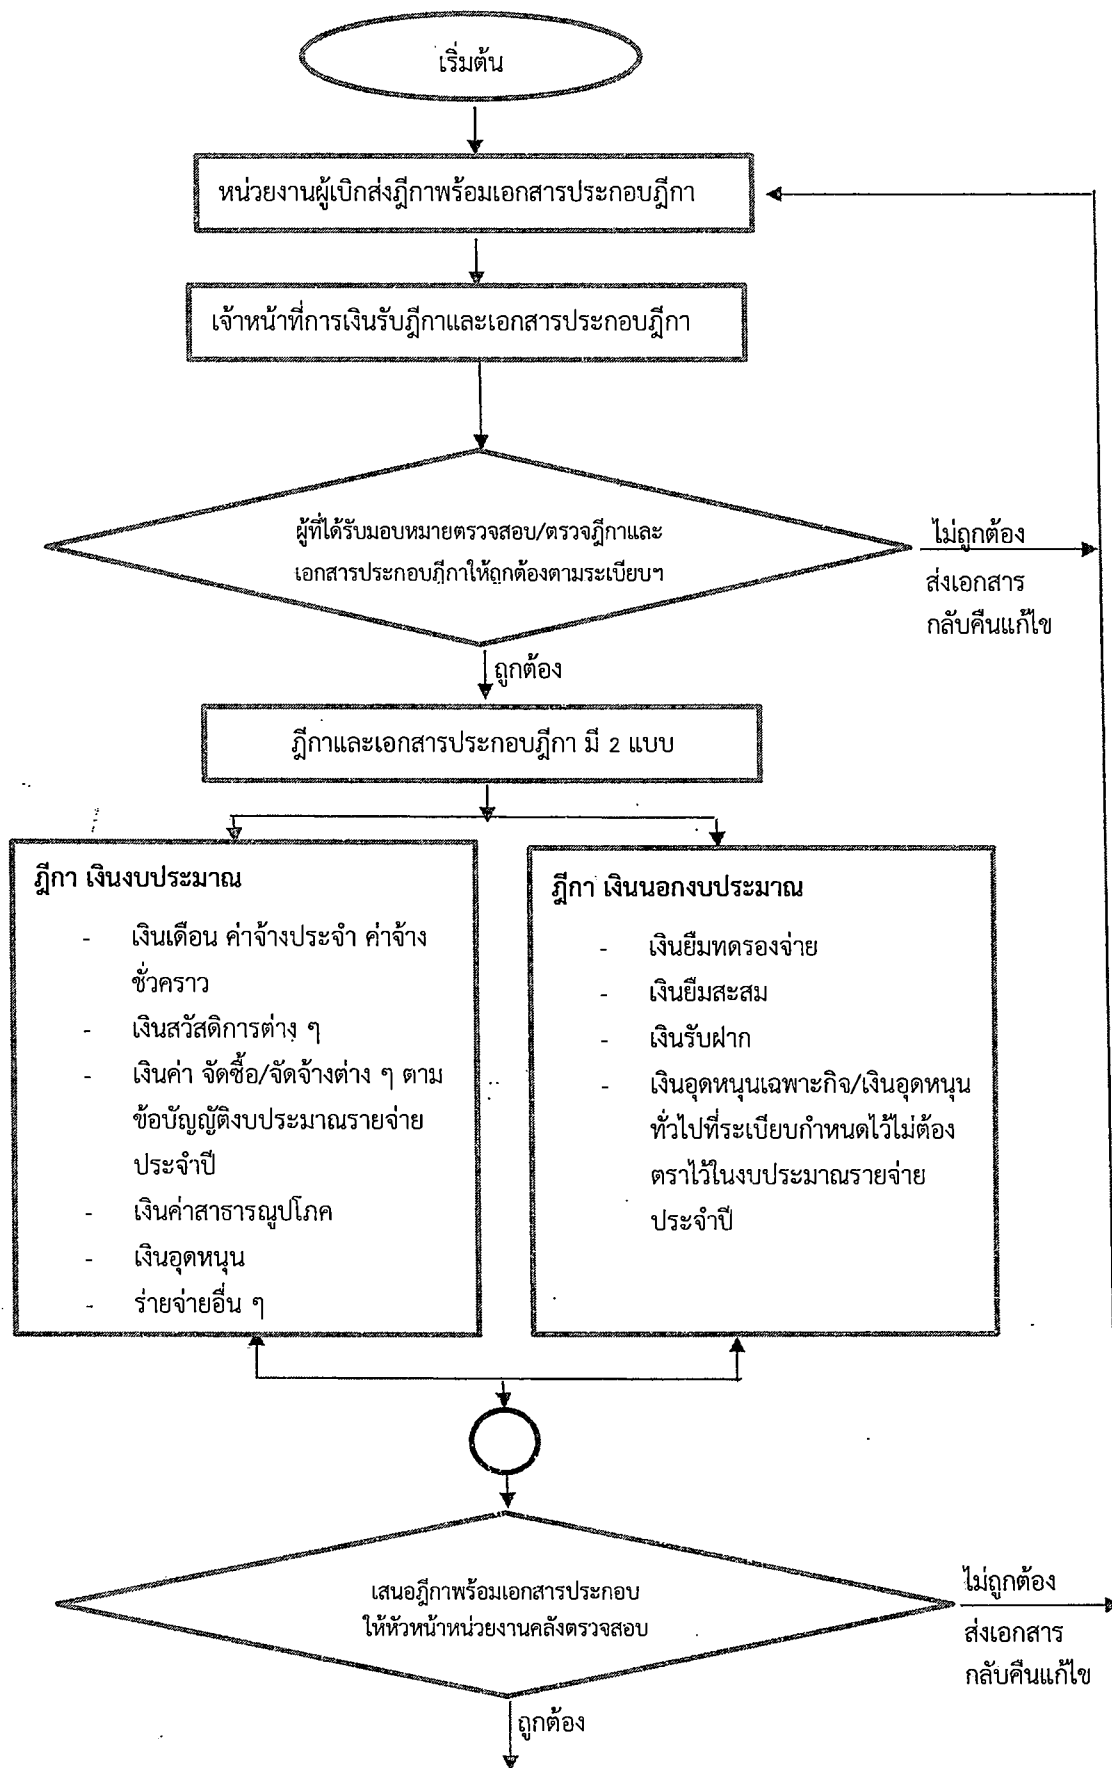 เริ่มต้น
หน่วยงานผู้เบิกส่งฎีกาพร้อมเอกสารประกอบฎีกา
เจ้าหน้าที่การเงินรับฎีกาและเอกสารประกอบฎีกา
ผู้ที่ได้รับมอบหมายตรวจสอบ/ตรวจฎีกาและ
เอกสารประกอบฎีกาให้ถูกต้องตามระเบียบฯ
ไม่ถูกต้อง
ส่งเอกสาร
กลับคืนแก้ไข
ถูกต้อง
ฎีกาและเอกสารประกอบฎีกา มี 2 แบบ
ฎีกา เงินงบประมาณ
- เงินเดือน ค่าจ้างประจำ ค่าจ้าง
ชั่วคราว
- เงินสวัสดิการต่าง ๆ
- เงินค่า จัดซื้อ/จัดจ้างต่าง ๆ ตาม
ข้อบัญญัติงบประมาณรายจ่าย
ประจำปี
- เงินค่าสาธารณูปโภค
- เงินอุดหนุน
- ร่ายจ่ายอื่น ๆ
ฎีกา เงินนอกงบประมาณ
- เงินยืมทดรองจ่าย
- เงินยืมสะสม
- เงินรับฝาก
- เงินอุดหนุนเฉพาะกิจ/เงินอุดหนุน
ทั่วไปที่ระเบียบกำหนดไว้ไม่ต้อง
ตราไว้ในงบประมาณรายจ่าย
ประจำปี
เสนอฎีกาพร้อมเอกสารประกอบ
ให้หัวหน้าหน่วยงานคลังตรวจสอบ
ไม่ถูกต้อง
ส่งเอกสาร
กลับคืนแก้ไข
ถูกต้อง